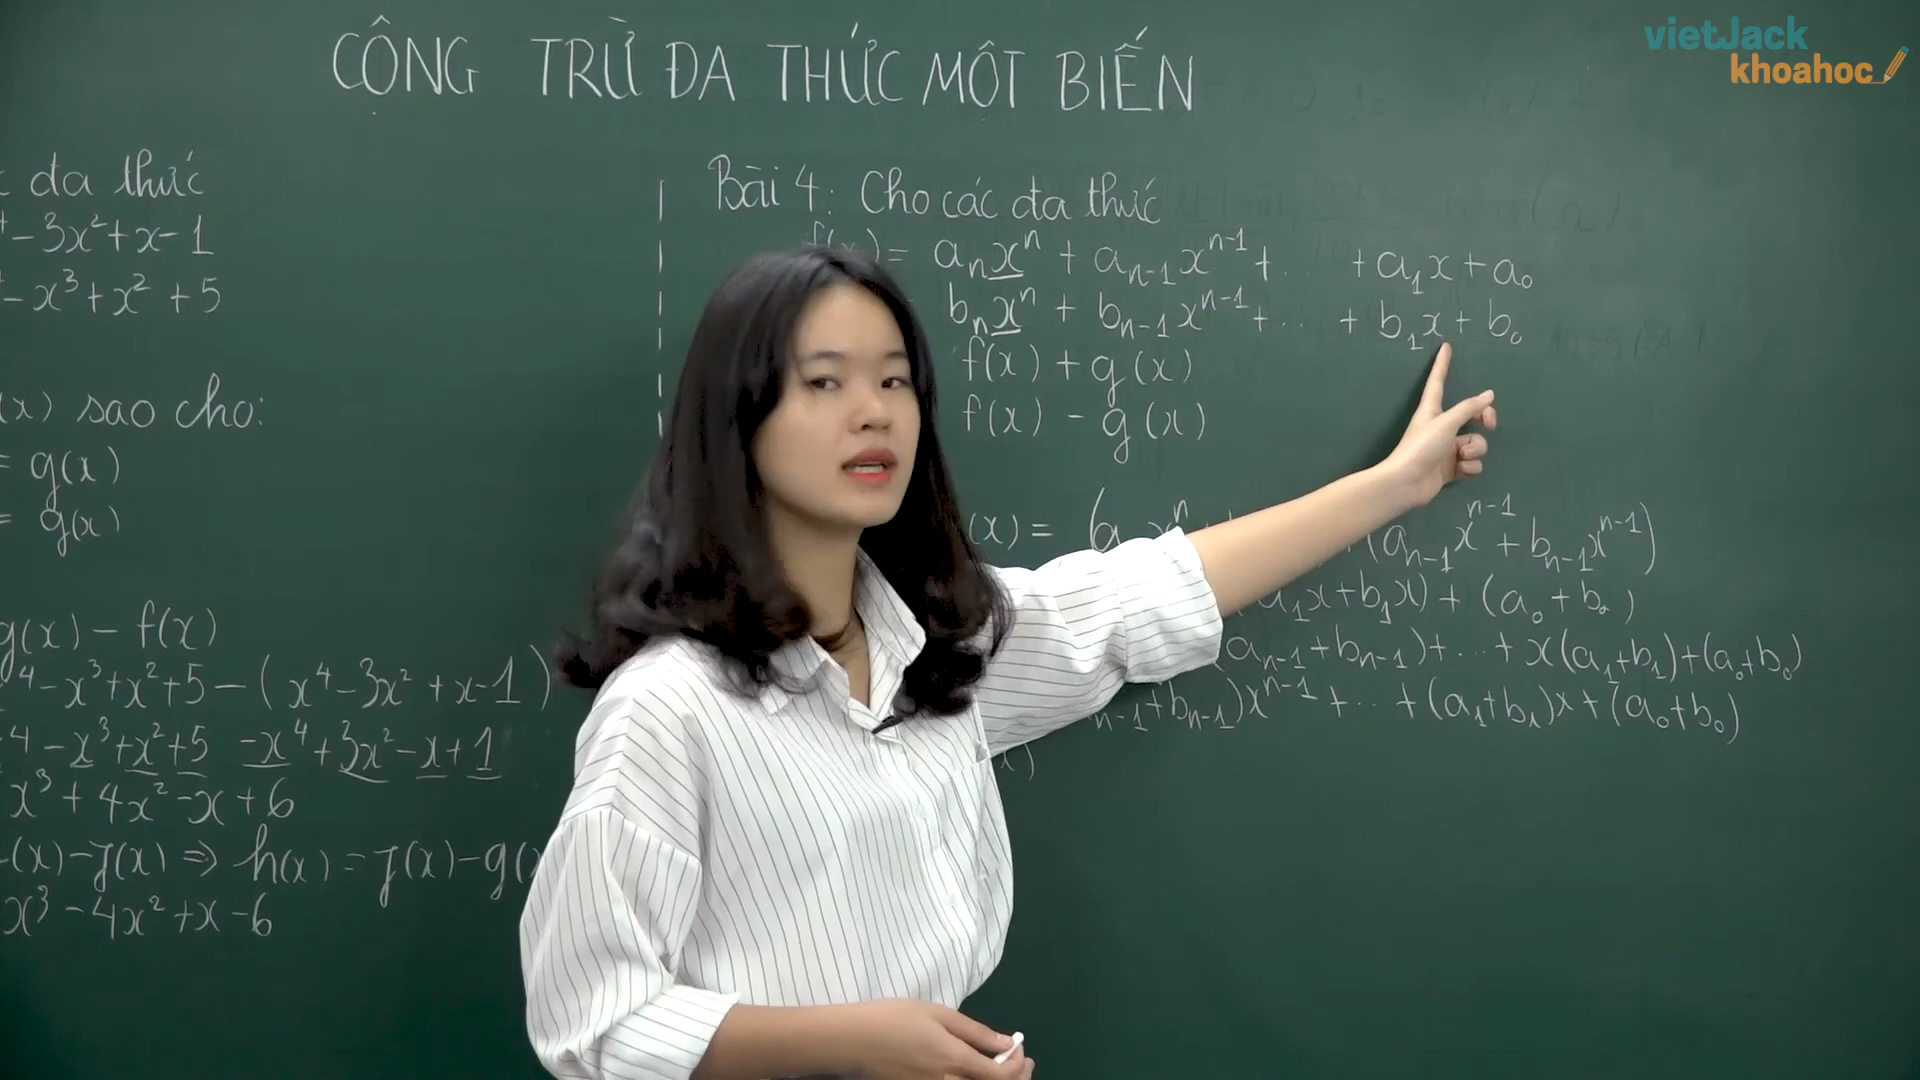 vietJack
khoahoc
CỘNG TRỪ ĐA THỨC MỘT BIẾN
đa thức
- 3x² + x - 1
- x³ + x² + 5
(x) sao cho:
= g(x)
= g(x)
g(x) - f(x)
⁴ - x³ + x² + 5 - (x⁴ - 3x² + x - 1)
⁴ - x³ + x² + 5 - x⁴ + 3x² - x + 1
x³ + 4x² - x + 6
(x) - f(x) ⇒ h(x) = f(x) - g(
x³ - 4x² + x - 6
Bài 4: Cho các đa thức
f(x) = aₙxⁿ + aₙ₋₁xⁿ⁻¹ + ... + a₁x + a₀
bₙxⁿ + bₙ₋₁xⁿ⁻¹ + ... + b₁x + b₀
f(x) + g(x)
f(x) - g(x)
(x) = ( (aₙ₋₁xⁿ⁻¹ + bₙ₋₁xⁿ⁻¹)
a₁x + b₁x) + (a₀ + b₀)
(aₙ₋₁ + bₙ₋₁) + ... + x(a₁ + b₁) + (a₀ + b₀)
ₙ₋₁ + bₙ₋₁)xⁿ⁻¹ + ... + (a₁ + b₁)x + (a₀ + b₀)
x)